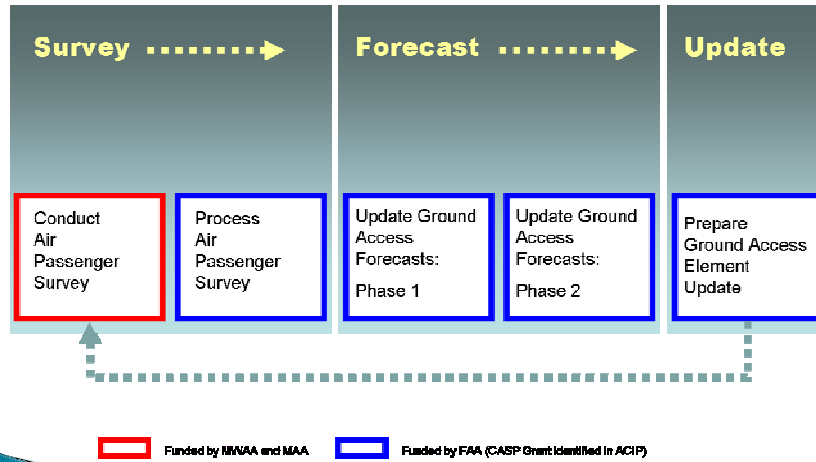 Survey
Forecast
Update
Conduct
Air
Passenger
Survey
Process
Air
Passenger
Survey
Update Ground
Access
Forecasts:
Phase 1
Update Ground
Access
Forecasts:
Phase 2
Prepare
Ground Access
Element
Update
Funded by MWAA and MAA
Funded by FAA (CASP Grant identified in ACIP)